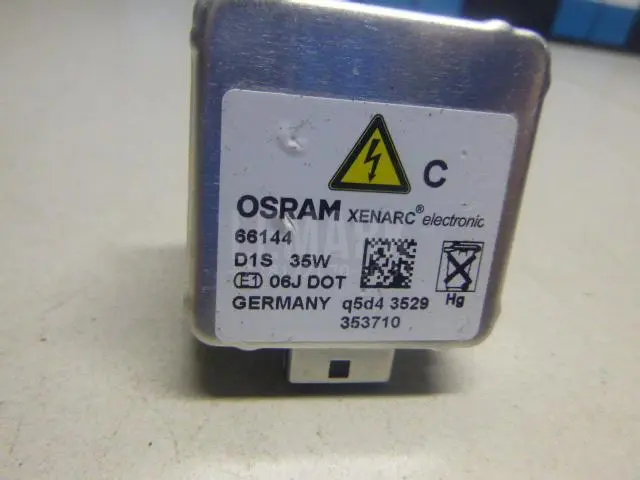 C
OSRAM XENARC® electronic
66144
D1S 35W
E1 06J DOT
GERMANY q5d4 3529
353710
Hg